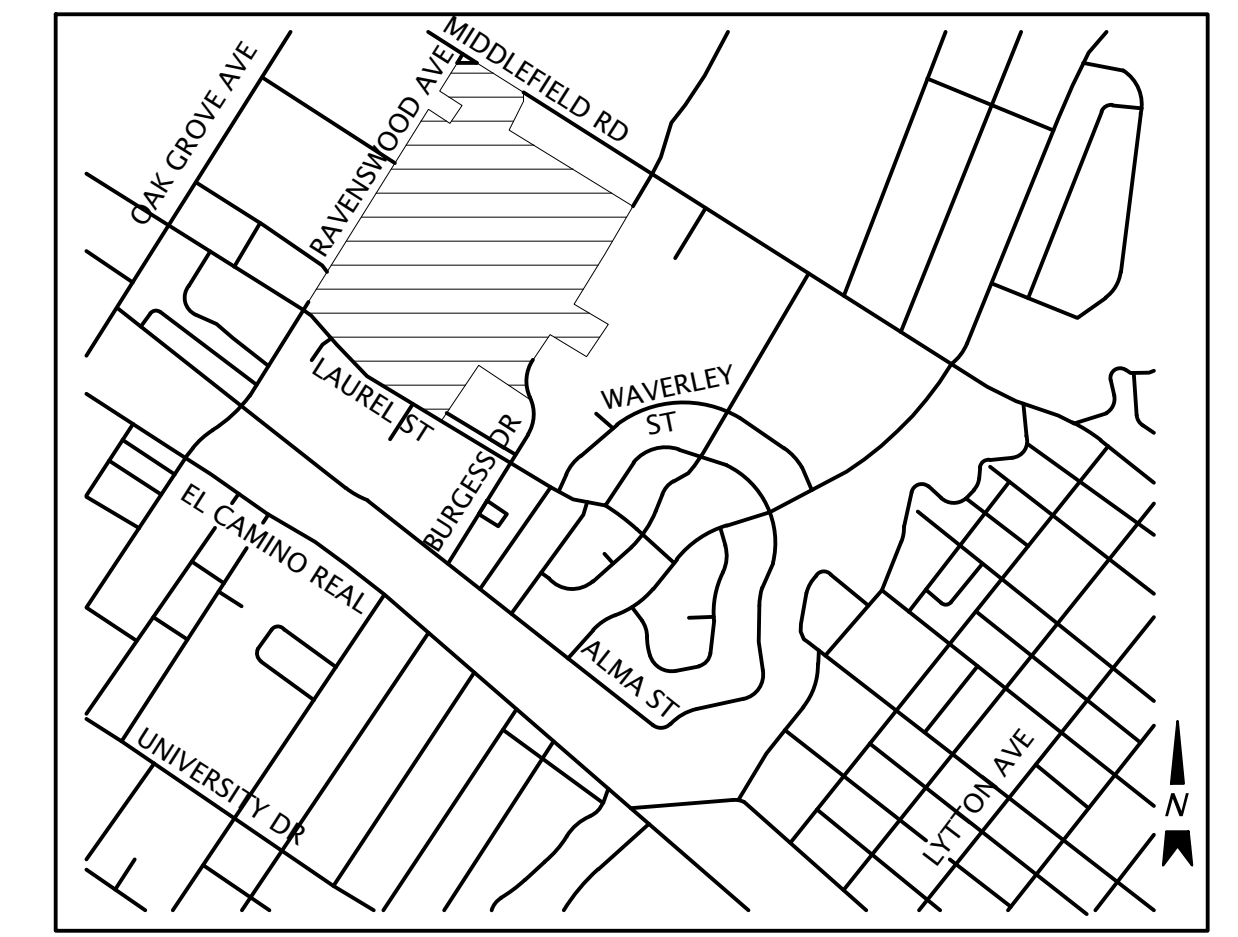 MIDDLEFIELD RD
OAK GROVE AVE
RAVENSWOOD AVE
LAUREL ST
WAVERLEY
ST
BURGESS DR
EL CAMINO REAL
ALMA ST
UNIVERSITY DR
LYTTON AVE
N